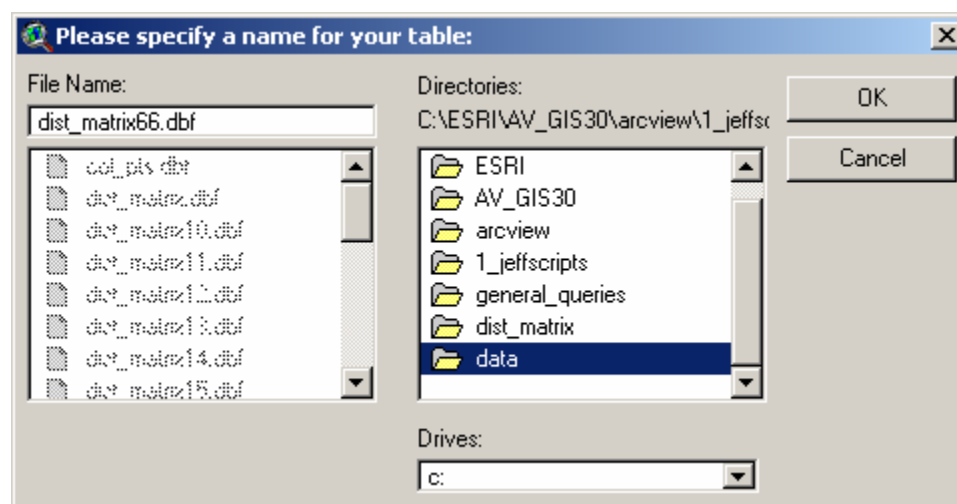 Please specify a name for your table:
File Name:
dist_matrix66.dbf
col_pts.dbf
dist_matrix.dbf
dist_matrix10.dbf
dist_matrix11.dbf
dist_matrix12.dbf
dist_matrix13.dbf
dist_matrix14.dbf
dist_matrix15.dbf
Directories:
C:\ESRI\AV_GIS30\arcview\1_jeffsc
ESRI
AV_GIS30
arcview
1_jeffscripts
general_queries
dist_matrix
data
Drives:
c:
OK
Cancel